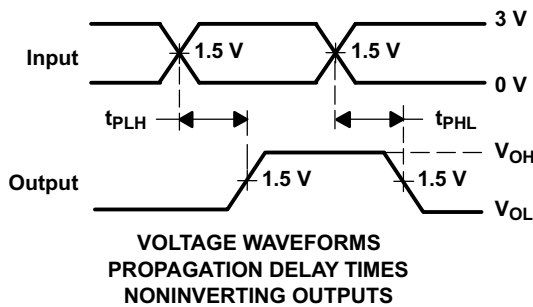 3 V
Input
1.5 V
1.5 V
0 V
tPLH
tPHL
VOH
Output
1.5 V
1.5 V
VOL
VOLTAGE WAVEFORMS
PROPAGATION DELAY TIMES
NONINVERTING OUTPUTS